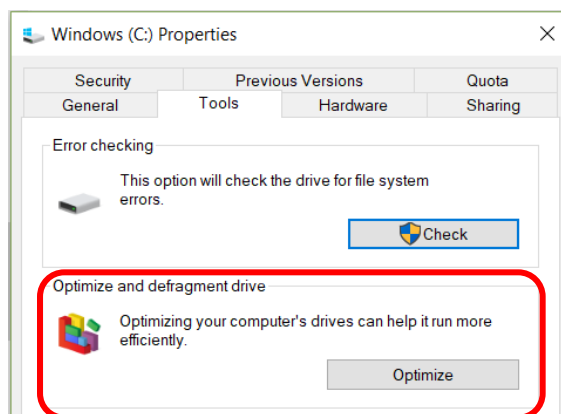 Windows (C:) Properties
Security Previous Versions Quota
General Tools Hardware Sharing
Error checking
This option will check the drive for file system
errors.
Check
Optimize and defragment drive
Optimizing your computer's drives can help it run more
efficiently.
Optimize